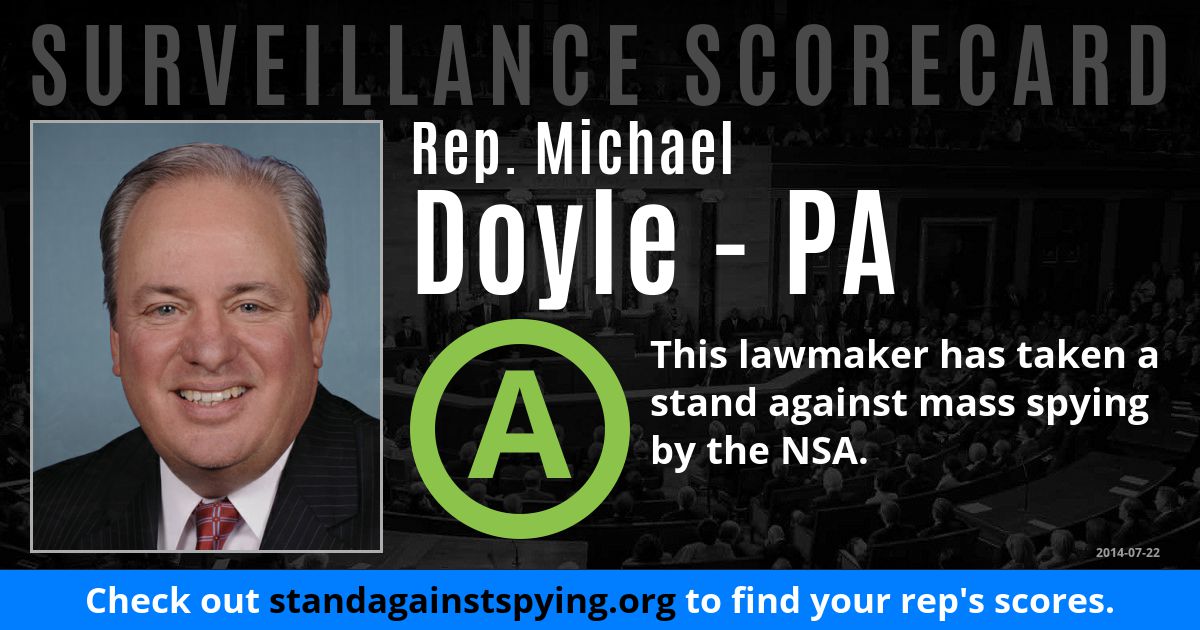 SURVEILLANCE SCORECARD
Rep. Michael
Doyle - PA
A
This lawmaker has taken a
stand against mass spying
by the NSA.
2014-07-22
Check out standagainstspying.org to find your rep's scores.